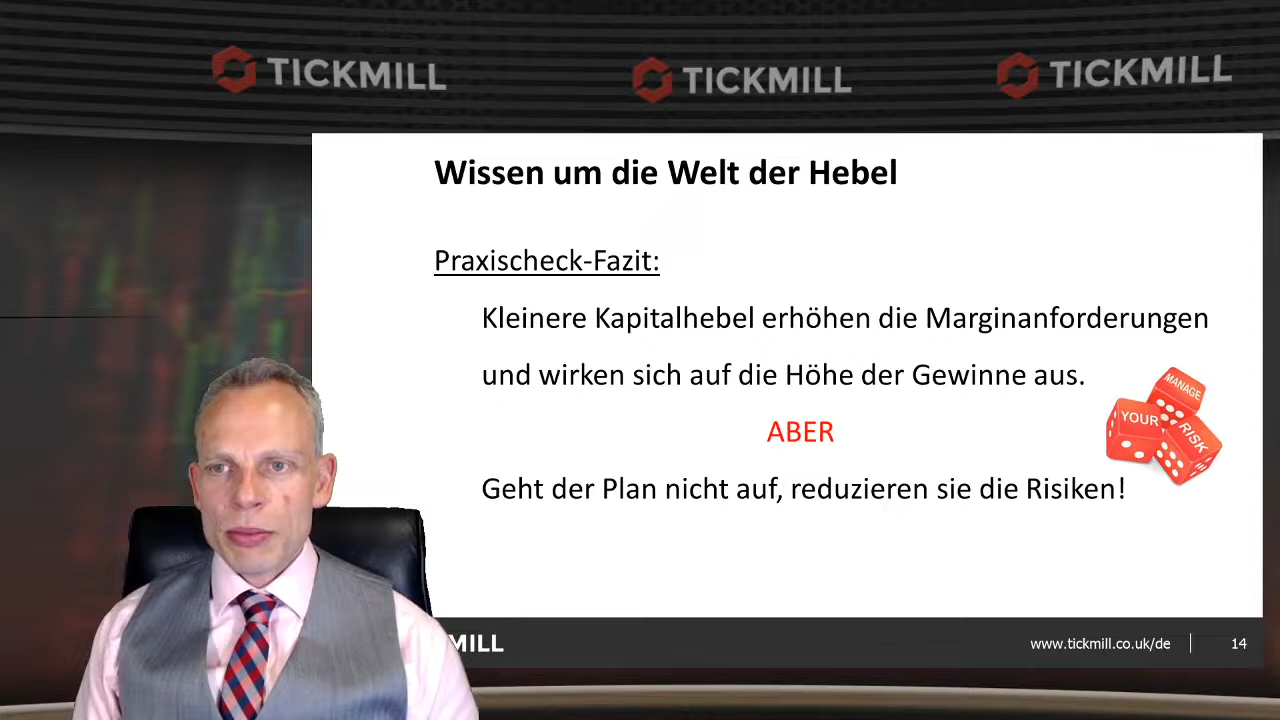 TICKMILL TICKMILL TICKMILL
Wissen um die Welt der Hebel
Praxischeck-Fazit:
Kleinere Kapitalhebel erhöhen die Marginanforderungen
und wirken sich auf die Höhe der Gewinne aus.
ABER
Geht der Plan nicht auf, reduzieren sie die Risiken!
MANAGE
YOUR
RISK
MILL
www.tickmill.co.uk/de
14